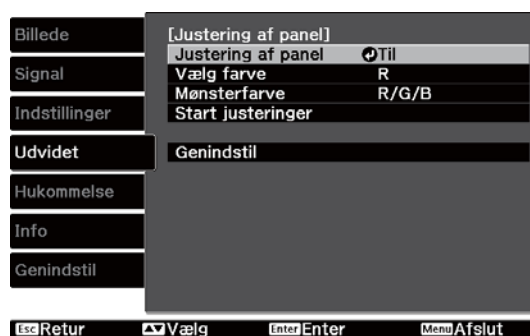 Billede
Signal
Indstillinger
Udvidet
Hukommelse
Info
Genindstil
[Justering af panel]
Justering af panel Til
Vælg farve R
Mønsterfarve R/G/B
Start justeringer
Genindstil
Esc Retur Vælg Enter Enter Menu Afslut